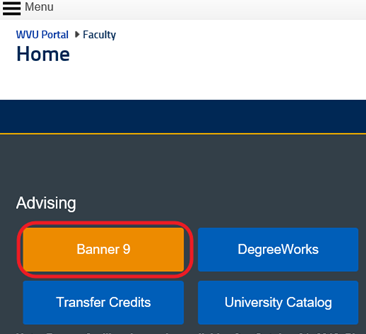 Menu
WVU Portal Faculty
Home
Advising
Banner 9 DegreeWorks
Transfer Credits University Catalog